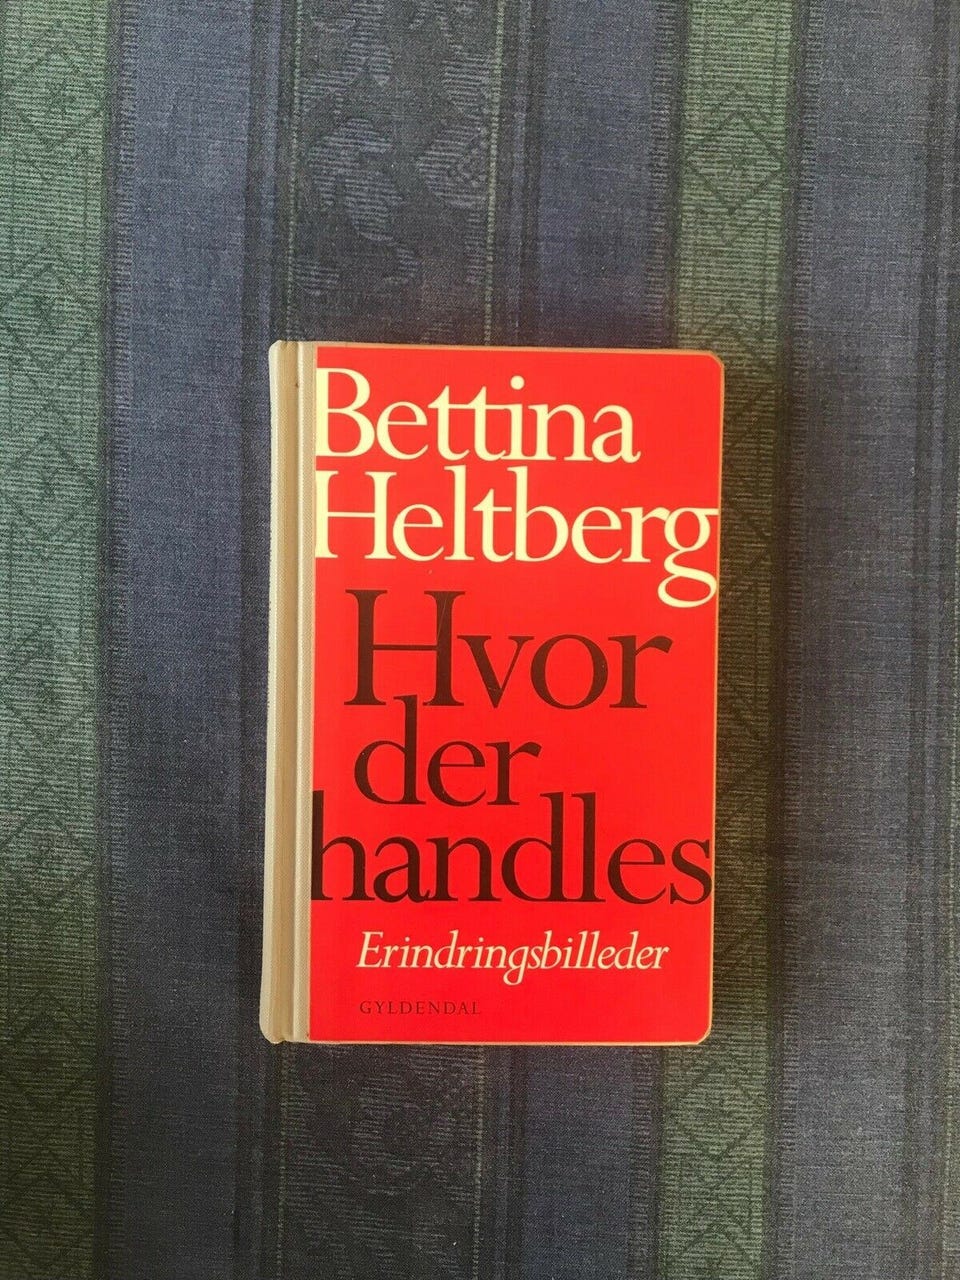 Bettina
Heltberg
Hvor
der
handles
Erindringsbilleder
GYLDENDAL